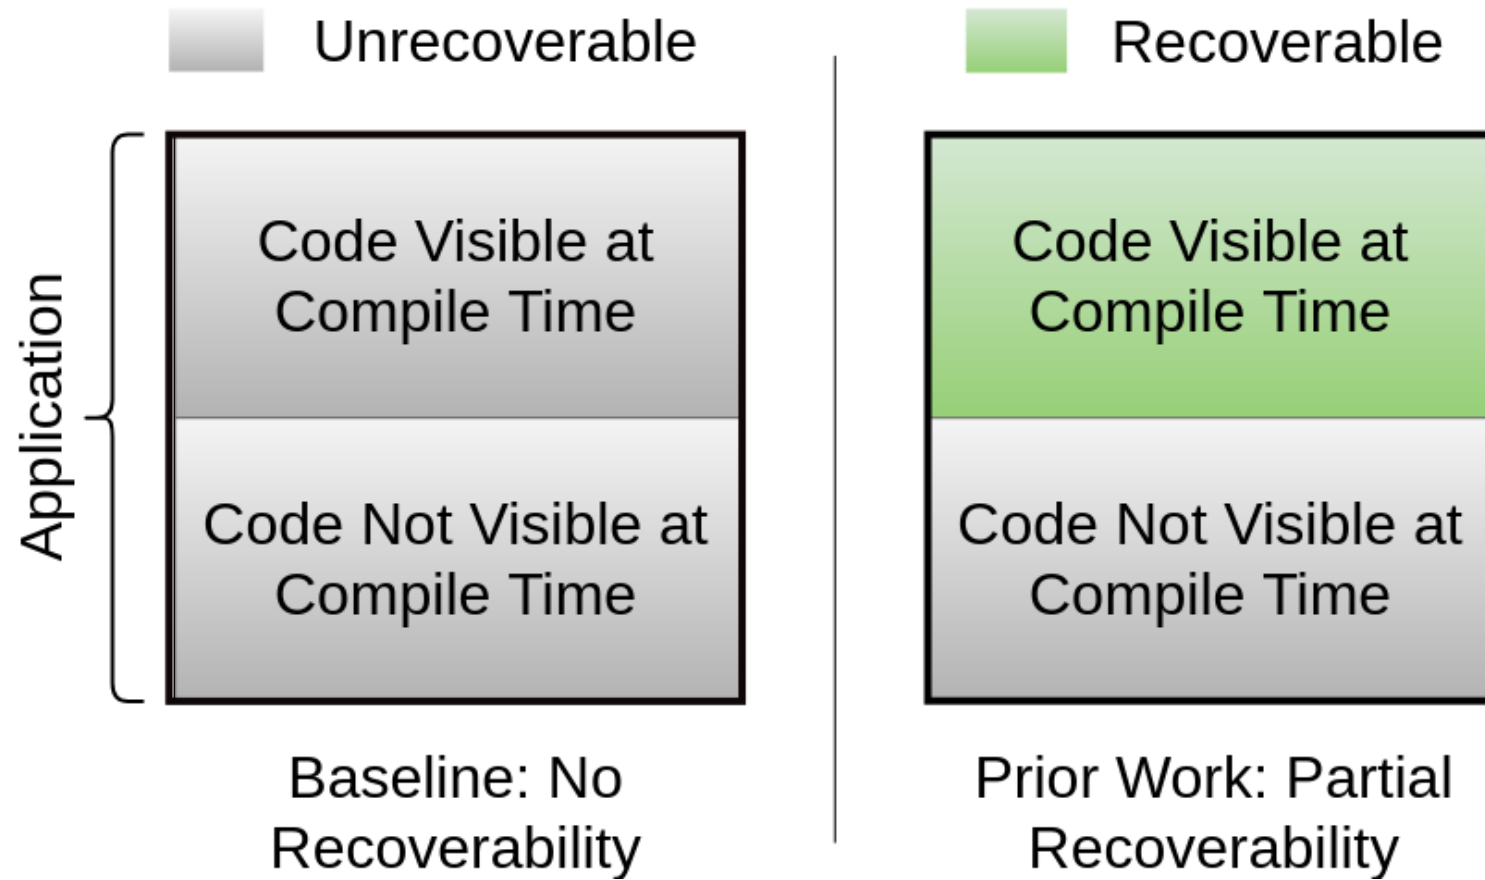 Unrecoverable
Recoverable
Application
Code Visible at
Compile Time
Code Not Visible at
Compile Time
Baseline: No
Recoverability
Code Visible at
Compile Time
Code Not Visible at
Compile Time
Prior Work: Partial
Recoverability